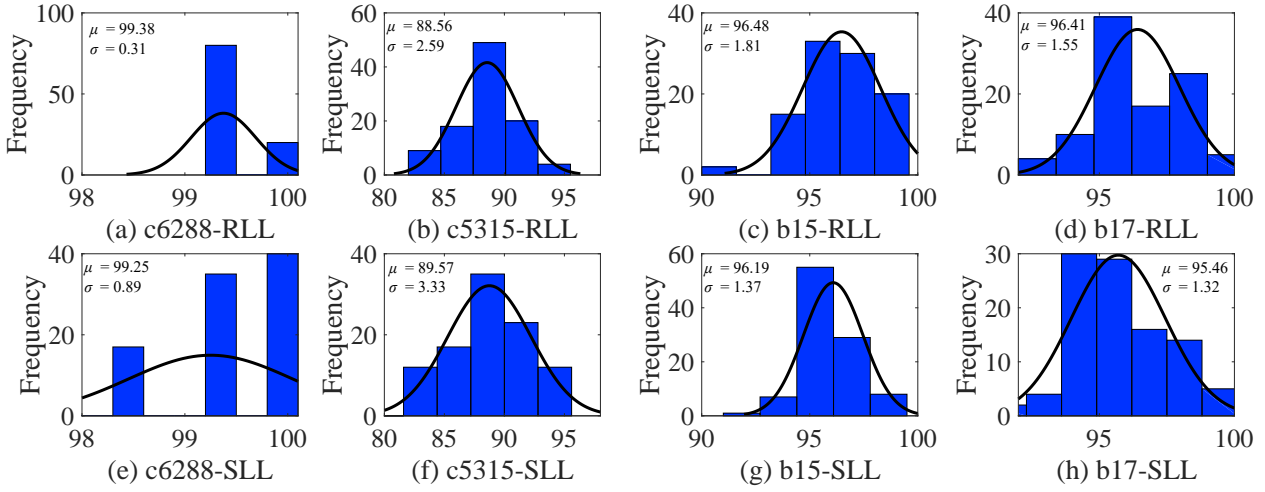 100
50
0
Frequency
μ = 99.38
σ = 0.31
98
99
100
(a) c6288-RLL
60
40
20
0
Frequency
μ = 88.56
σ = 2.59
80
85
90
95
(b) c5315-RLL
40
20
0
Frequency
μ = 96.48
σ = 1.81
90
95
100
(c) b15-RLL
40
20
0
Frequency
μ = 96.41
σ = 1.55
95
100
(d) b17-RLL
40
20
0
Frequency
μ = 99.25
σ = 0.89
98
99
100
(e) c6288-SLL
40
20
0
Frequency
μ = 89.57
σ = 3.33
80
85
90
95
(f) c5315-SLL
60
40
20
0
Frequency
μ = 96.19
σ = 1.37
90
95
100
(g) b15-SLL
30
20
10
0
Frequency
μ = 95.46
σ = 1.32
95
100
(h) b17-SLL